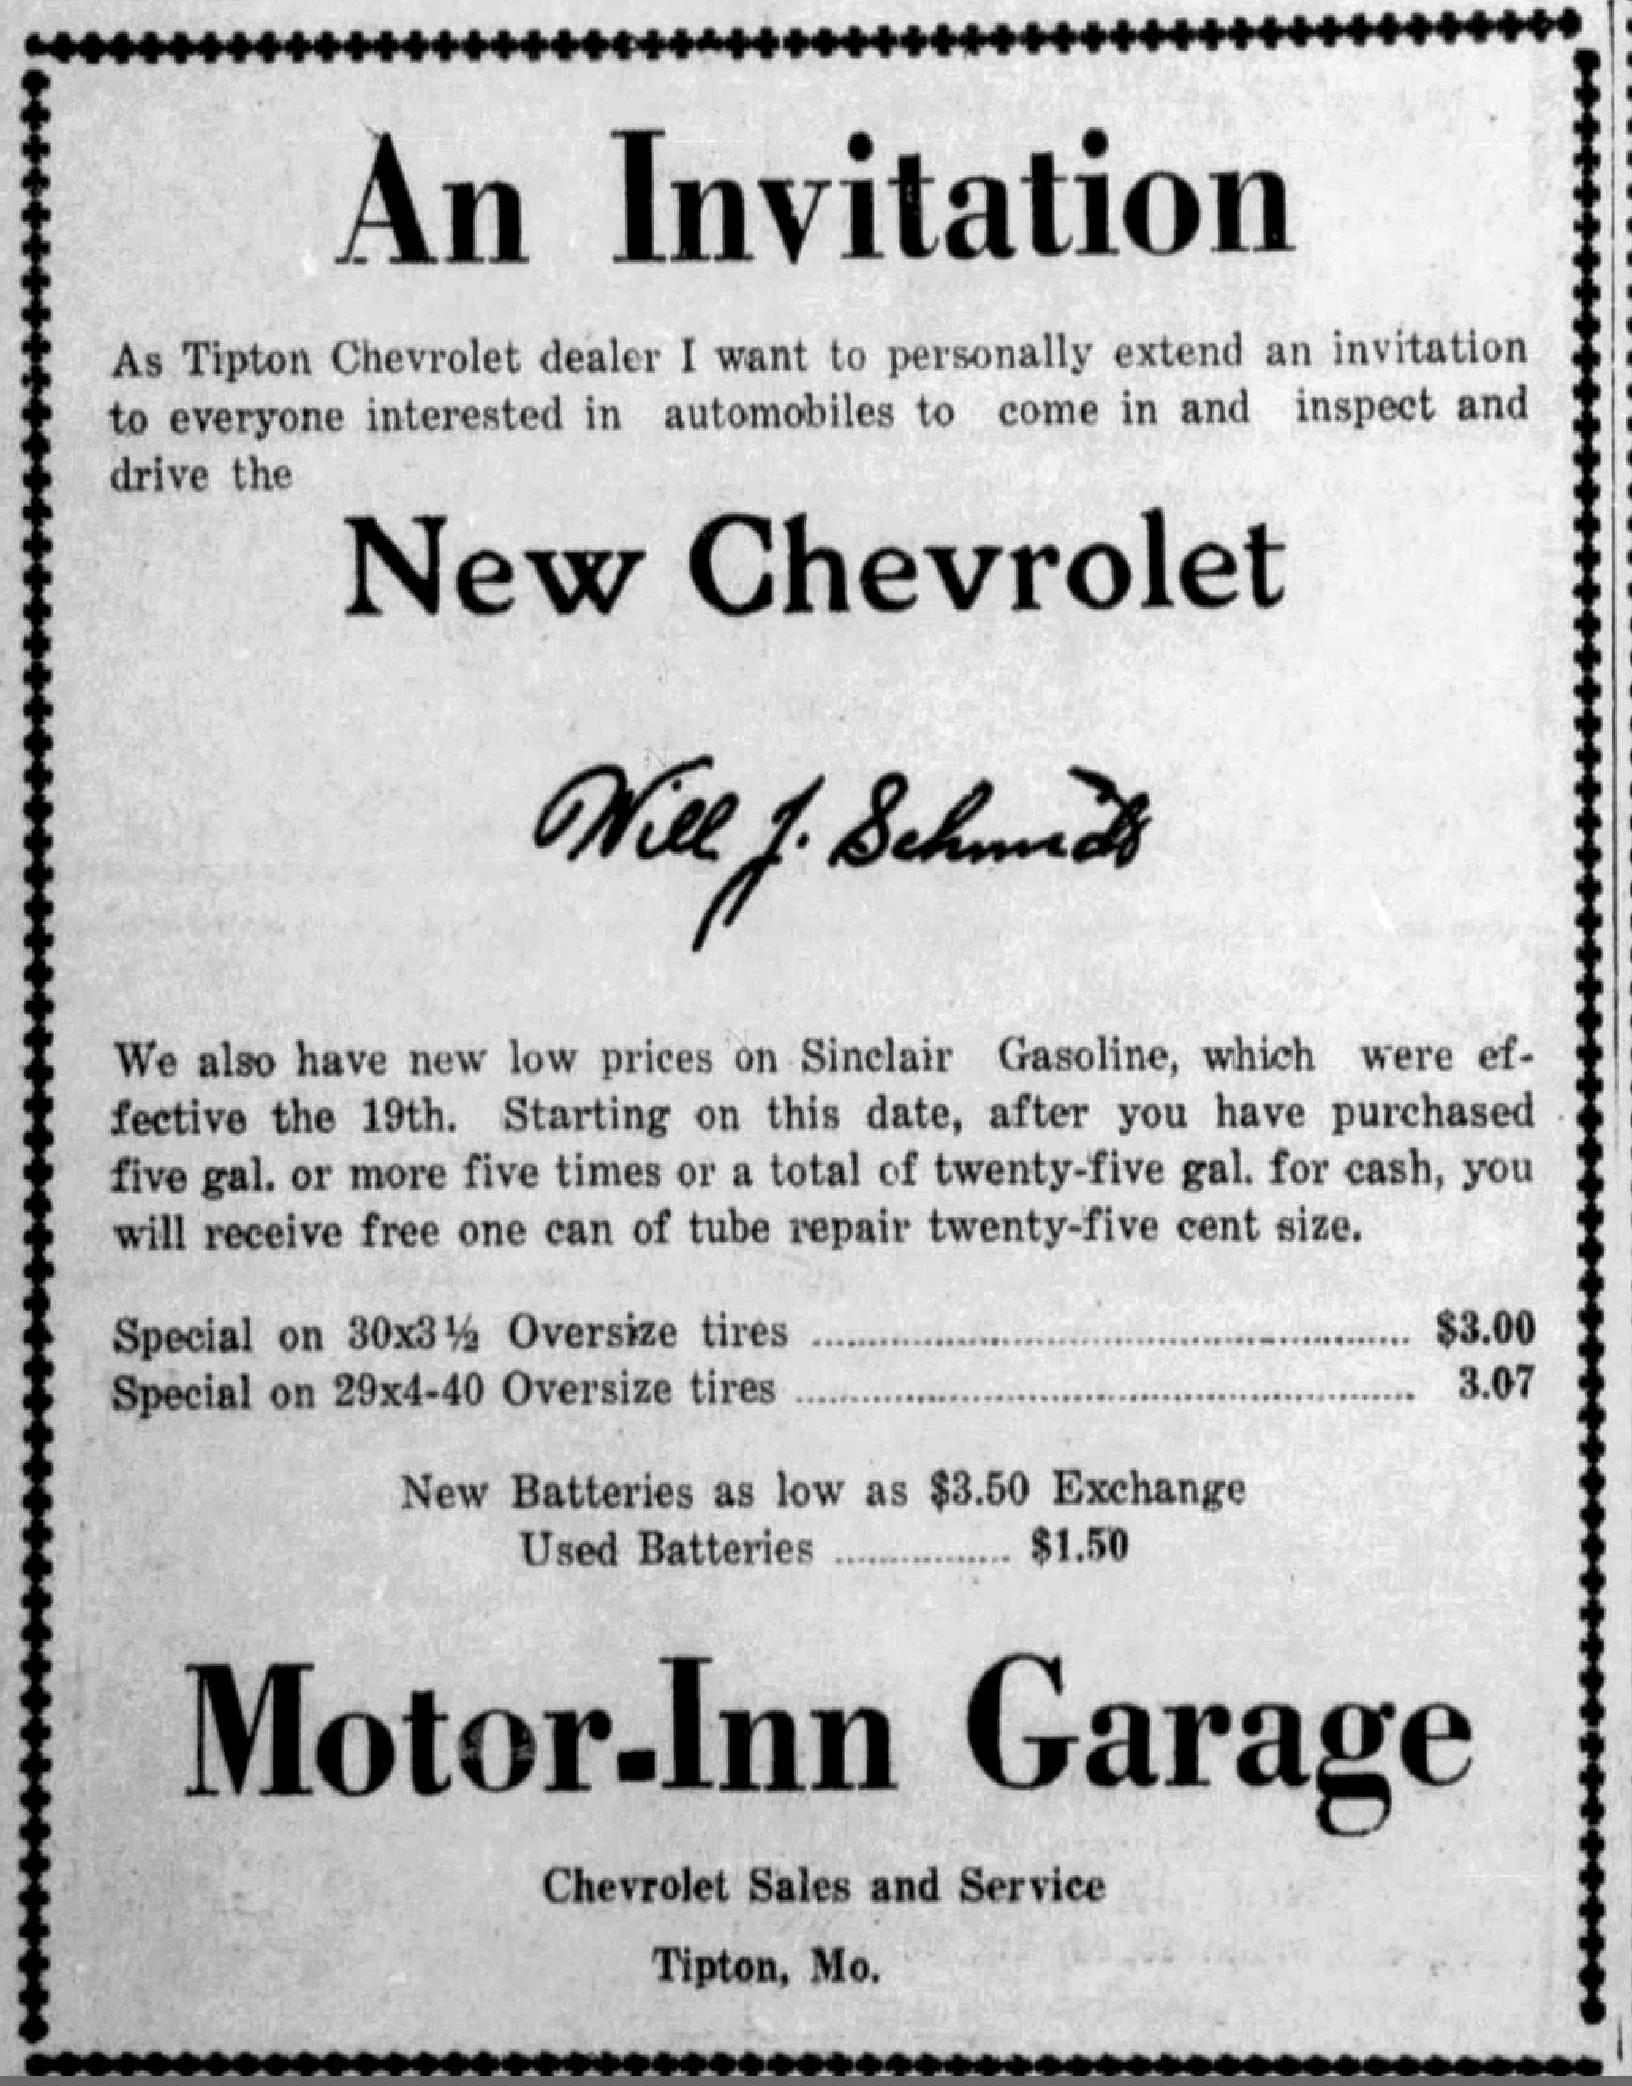 An Invitation
As Tipton Chevrolet dealer I want to personally extend an invitation
to everyone interested in automobiles to come in and inspect and
drive the
New Chevrolet
Will J. Schmidt
We also have new low prices on Sinclair Gasoline, which were ef-
fective the 19th. Starting on this date, after you have purchased
five gal. or more five times or a total of twenty-five gal. for cash, you
will receive free one can of tube repair twenty-five cent size.
Special on 30x3½ Oversize tires ........................ $3.00
Special on 29x4-40 Oversize tires ........................ 3.07
New Batteries as low as $3.50 Exchange
Used Batteries ................ $1.50
Motor-Inn Garage
Chevrolet Sales and Service
Tipton, Mo.